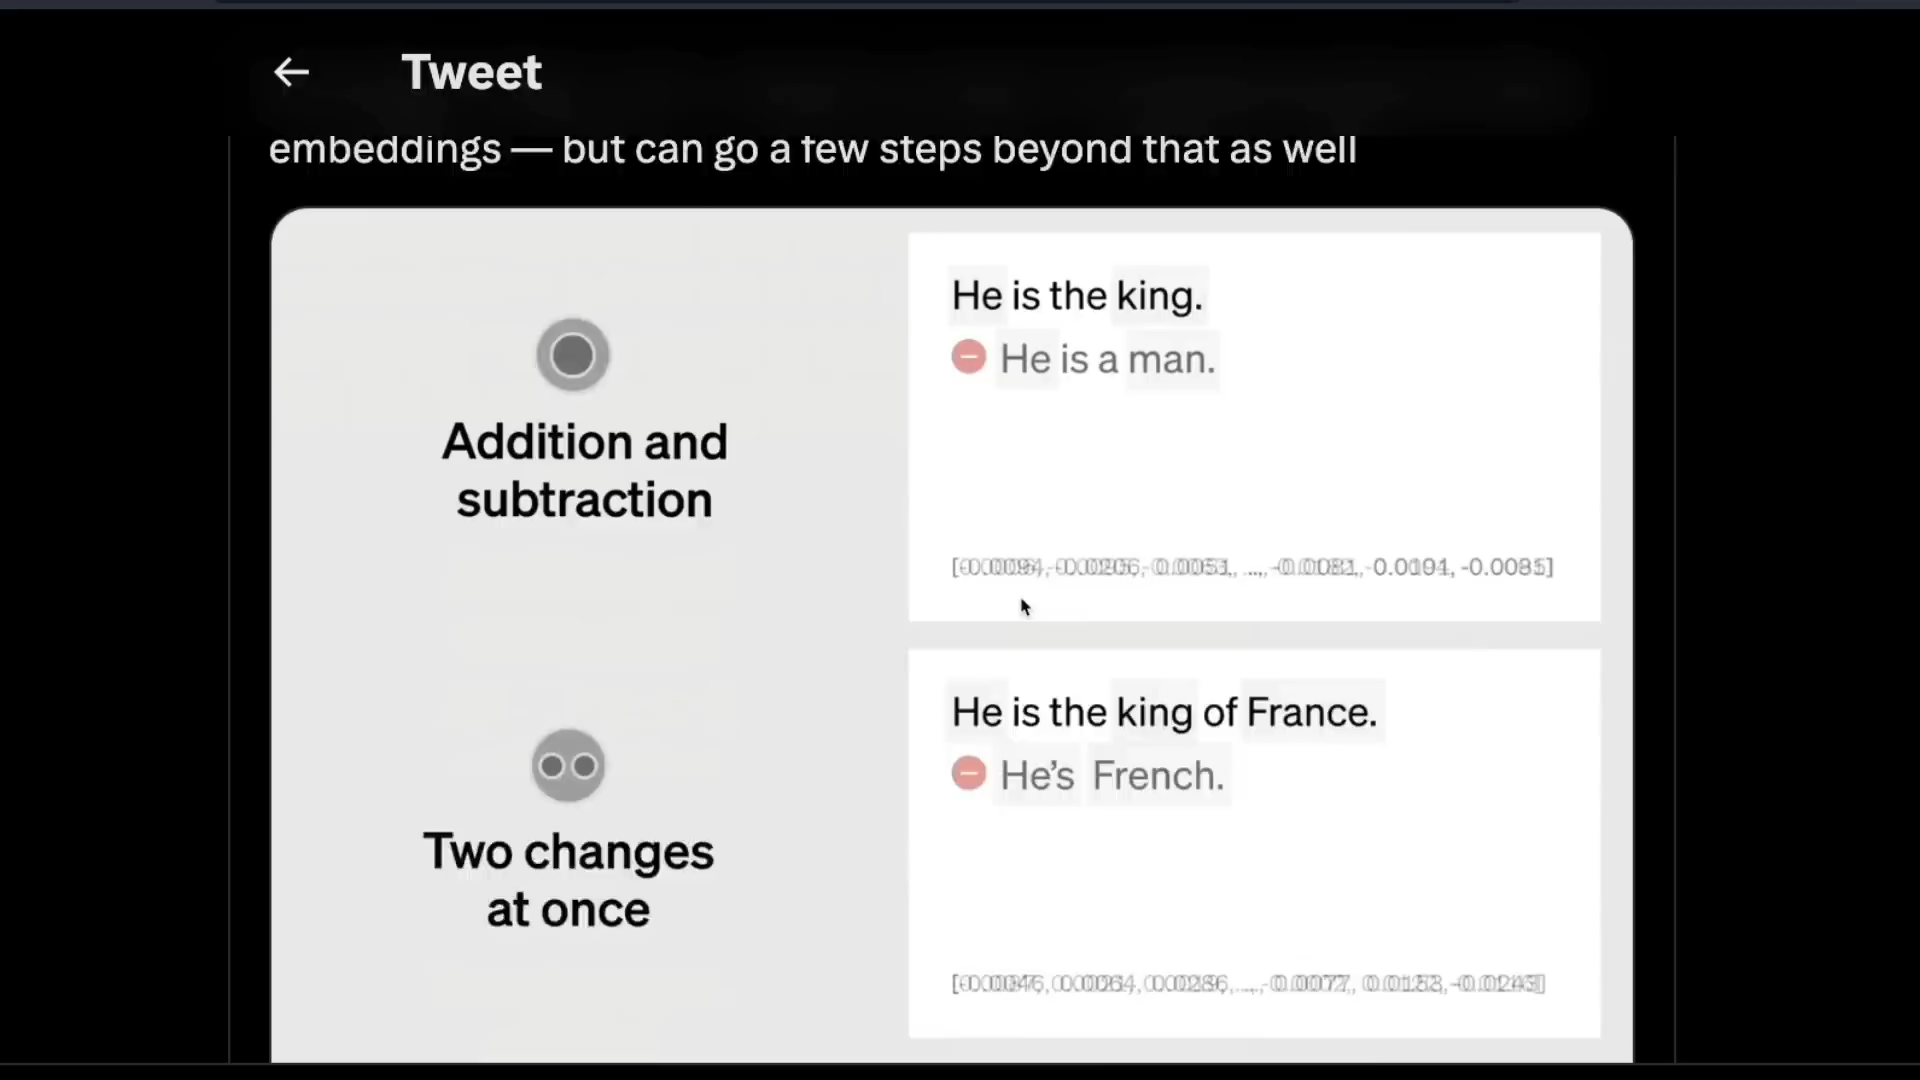 Tweet
embeddings — but can go a few steps beyond that as well
Addition and
subtraction
He is the king.
He is a man.
Two changes
at once
He is the king of France.
He's French.